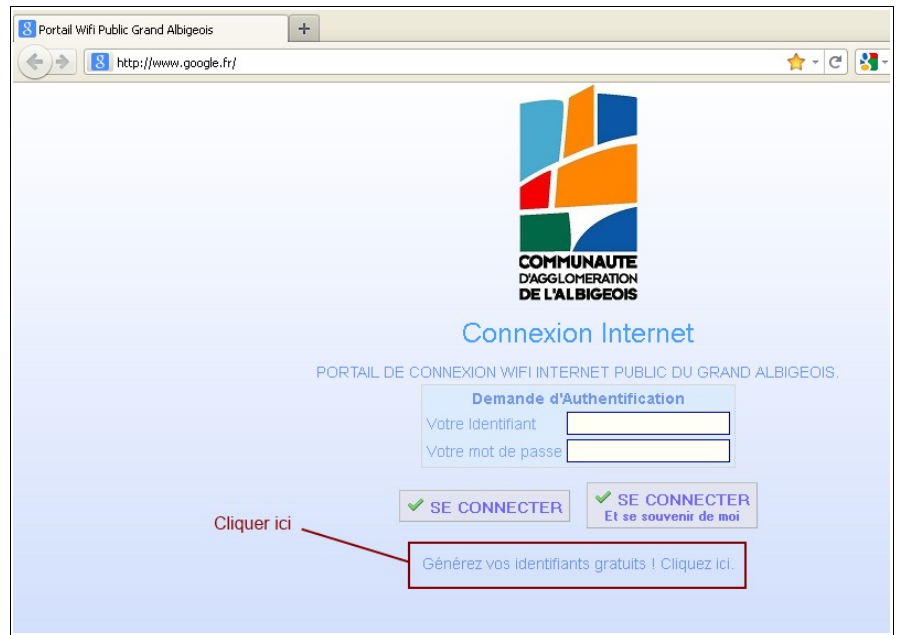 Portail Wifi Public Grand Albigeois
http://www.google.fr/
COMMUNAUTE
D'AGGLOMERATION
DE L'ALBIGEOIS
Connexion Internet
PORTAIL DE CONNEXION WIFI INTERNET PUBLIC DU GRAND ALBIGEOIS.
Demande d'Authentification
Votre Identifiant
Votre mot de passe
SE CONNECTER
SE CONNECTER
Et se souvenir de moi
Cliquer ici
Générez vos identifiants gratuits ! Cliquez ici.